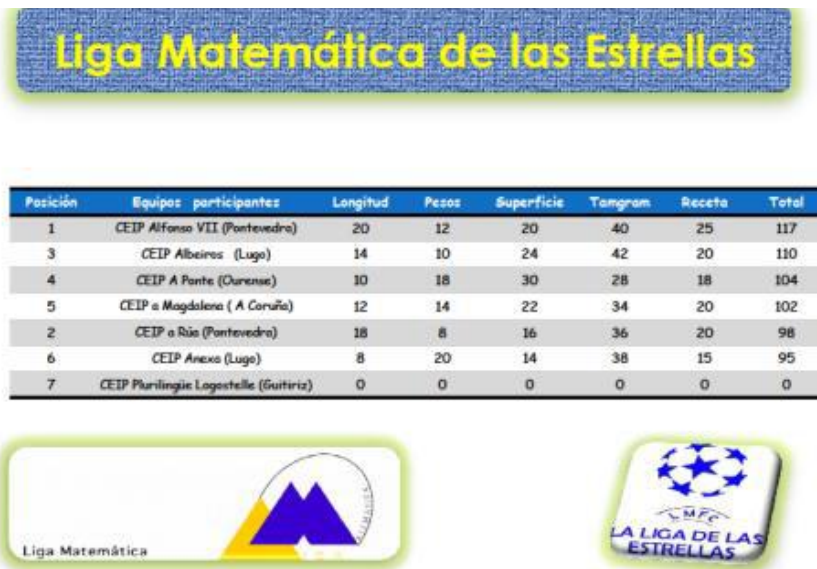 Liga Matemática de las Estrellas
Posición Equipos participantes Longitud Pesos Superficie Tamgram Receta Total
1 CEIP Alfonso VII (Pontevedra) 20 12 20 40 25 117
3 CEIP Albeiros (Lugo) 14 10 24 42 20 110
4 CEIP A Ponte (Ourense) 10 18 30 28 18 104
5 CEIP a Magdalena ( A Coruña) 12 14 22 34 20 102
2 CEIP a Rúa (Pontevedra) 18 8 16 36 20 98
6 CEIP Anexa (Lugo) 8 20 14 38 15 95
7 CEIP Plurilingüe Lagostelle (Guitiriz) 0 0 0 0 0 0
Liga Matemática
L.M.F.C
LA LIGA DE LAS
ESTRELLAS